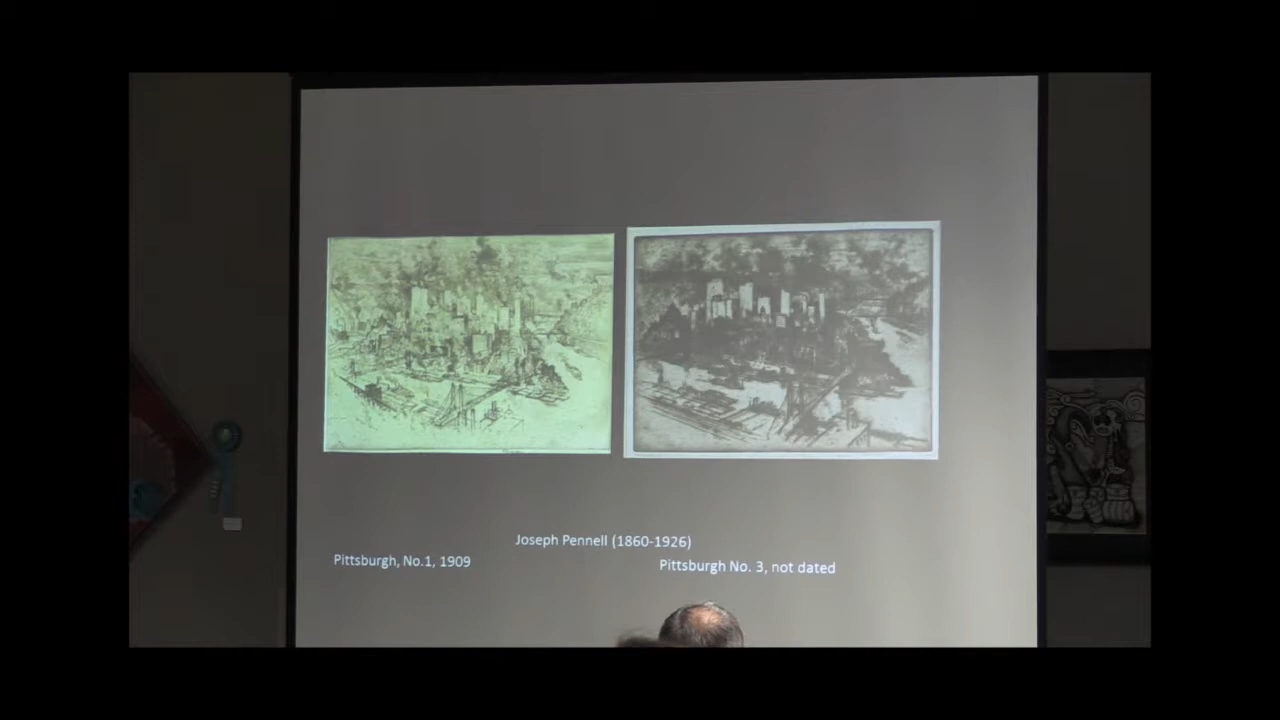 Joseph Pennell (1860-1926)
Pittsburgh, No.1, 1909
Pittsburgh No. 3, not dated